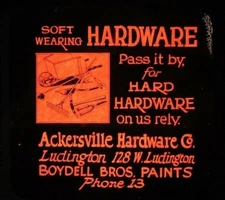 SOFT
WEARING HARDWARE
Pass it by,
for
HARD
HARDWARE
on us rely.
Ackersville Hardware Co.
Ludington 128 W. Ludington
BOYDELL BROS. PAINTS
Phone 13